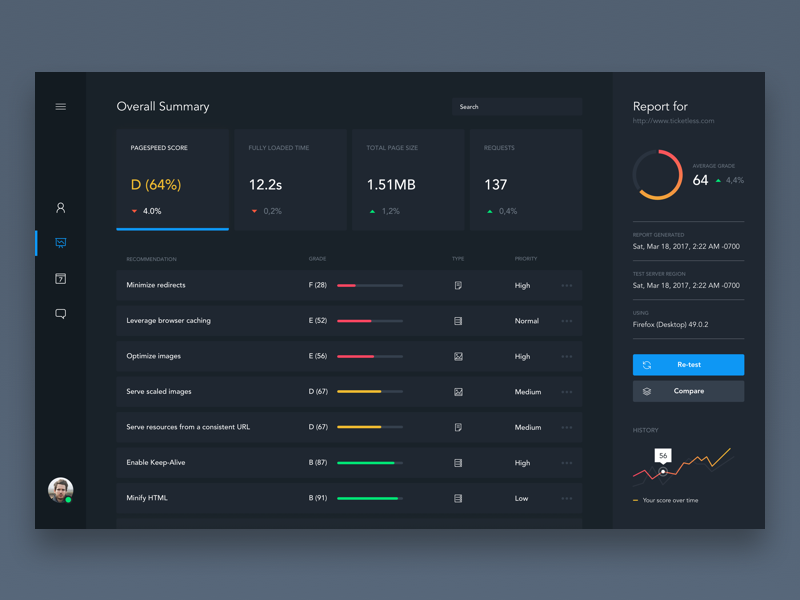 Overall Summary
Search
PAGESPEED SCORE
D (64%)
4.0%
FULLY LOADED TIME
12.2s
0,2%
TOTAL PAGE SIZE
1.51MB
1,2%
REQUESTS
137
0,4%
RECOMMENDATION GRADE TYPE PRIORITY
Minimize redirects F (28) High
Leverage browser caching E (52) Normal
Optimize images E (56) High
Serve scaled images D (67) Medium
Serve resources from a consistent URL D (67) Medium
Enable Keep-Alive B (87) High
Minify HTML B (91) Low
7
Report for
http://www.ticketless.com
AVERAGE GRADE
64 4,4%
REPORT GENERATED
Sat, Mar 18, 2017, 2:22 AM -0700
TEST SERVER REGION
Sat, Mar 18, 2017, 2:22 AM -0700
USING
Firefox (Desktop) 49.0.2
Re-test
Compare
HISTORY
56
Your score over time